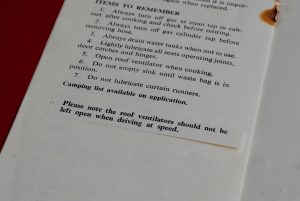 again when replaced
ITEMS TO REMEMBER
1. Always turn off gas at main tap in cab-
inet after cooking and check before retiring.
2. Always turn off gas cylinder tap before
removing hose.
3. Always drain water tanks when not in use.
4. Lightly lubricate all seats operating joints,
door catches and hinges.
5. Open roof ventilator when cooking.
6. Do not empty sink until waste bag is in
position.
7. Do not lubricate curtain runners.
Camping list available on application.
Please note the roof ventilators should not be
left open when driving at speed.